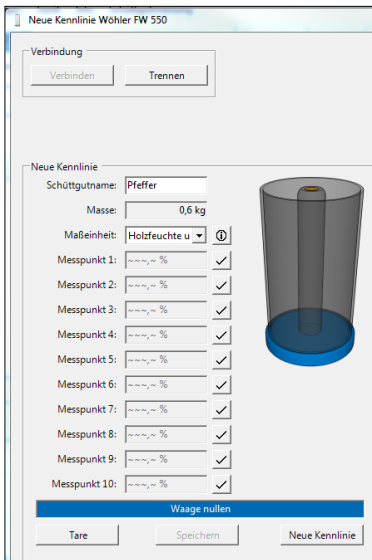 Neue Kennlinie Wöhler FW 550
Verbindung
Verbinden Trennen
Neue Kennlinie
Schüttgutname: Pfeffer
Masse: 0,6 kg
Maßeinheit: Holzfeuchte u
Messpunkt 1: ~~~,~ %
Messpunkt 2: ~~~,~ %
Messpunkt 3: ~~~,~ %
Messpunkt 4: ~~~,~ %
Messpunkt 5: ~~~,~ %
Messpunkt 6: ~~~,~ %
Messpunkt 7: ~~~,~ %
Messpunkt 8: ~~~,~ %
Messpunkt 9: ~~~,~ %
Messpunkt 10: ~~~,~ %
Waage nullen
Tare Speichern Neue Kennlinie